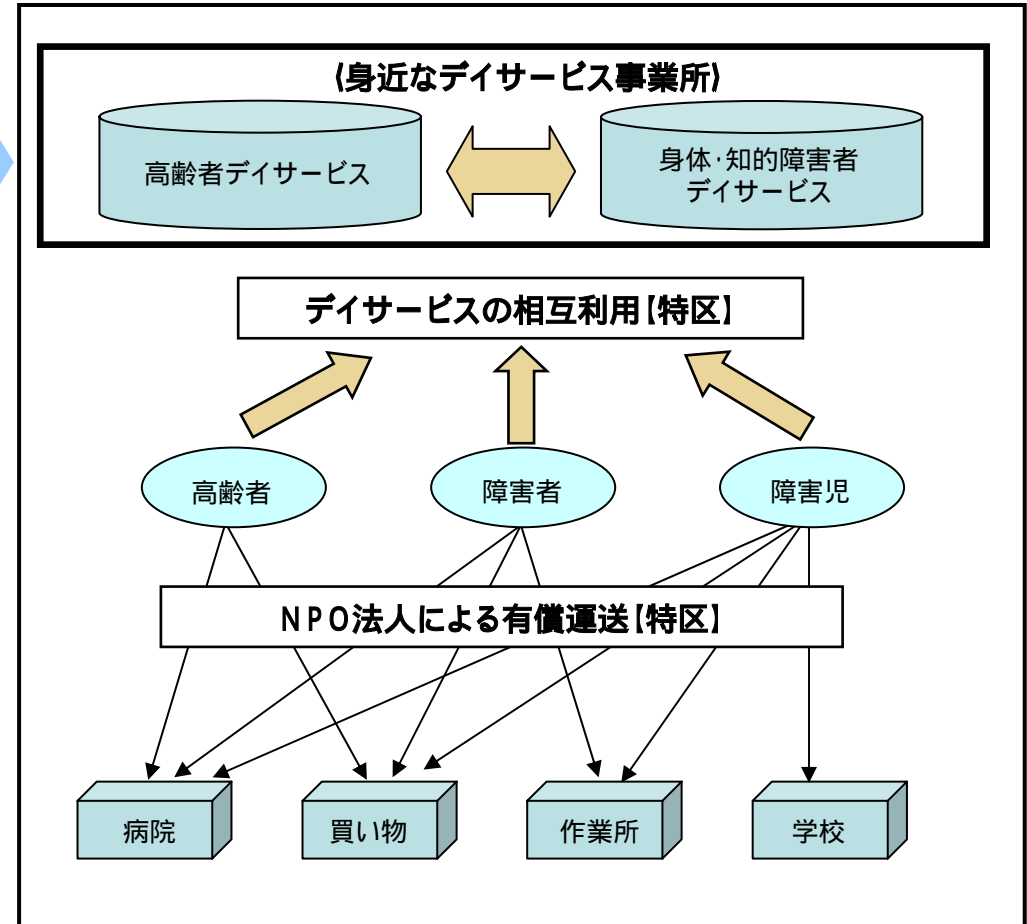 (身近なデイサービス事業所)
高齢者デイサービス
身体・知的障害者
デイサービス
デイサービスの相互利用【特区】
高齢者
障害者
障害児
NPO法人による有償運送【特区】
病院
買い物
作業所
学校